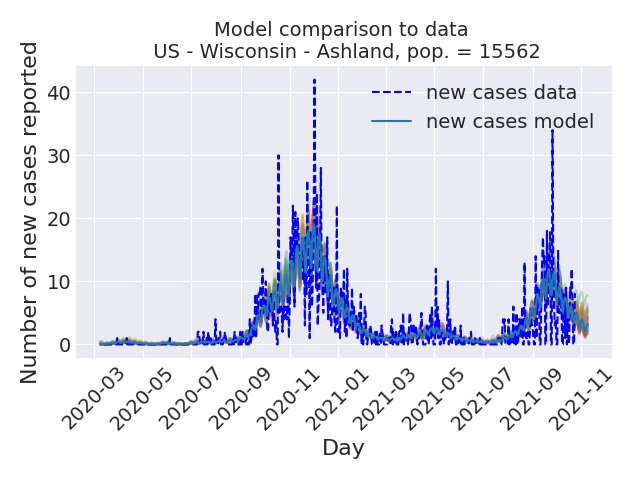 Model comparison to data
US - Wisconsin - Ashland, pop. = 15562
Number of new cases reported
40
30
20
10
0
new cases data
new cases model
2020-03
2020-05
2020-07
2020-09
2020-11
2021-01
2021-03
2021-05
2021-07
2021-09
2021-11
Day